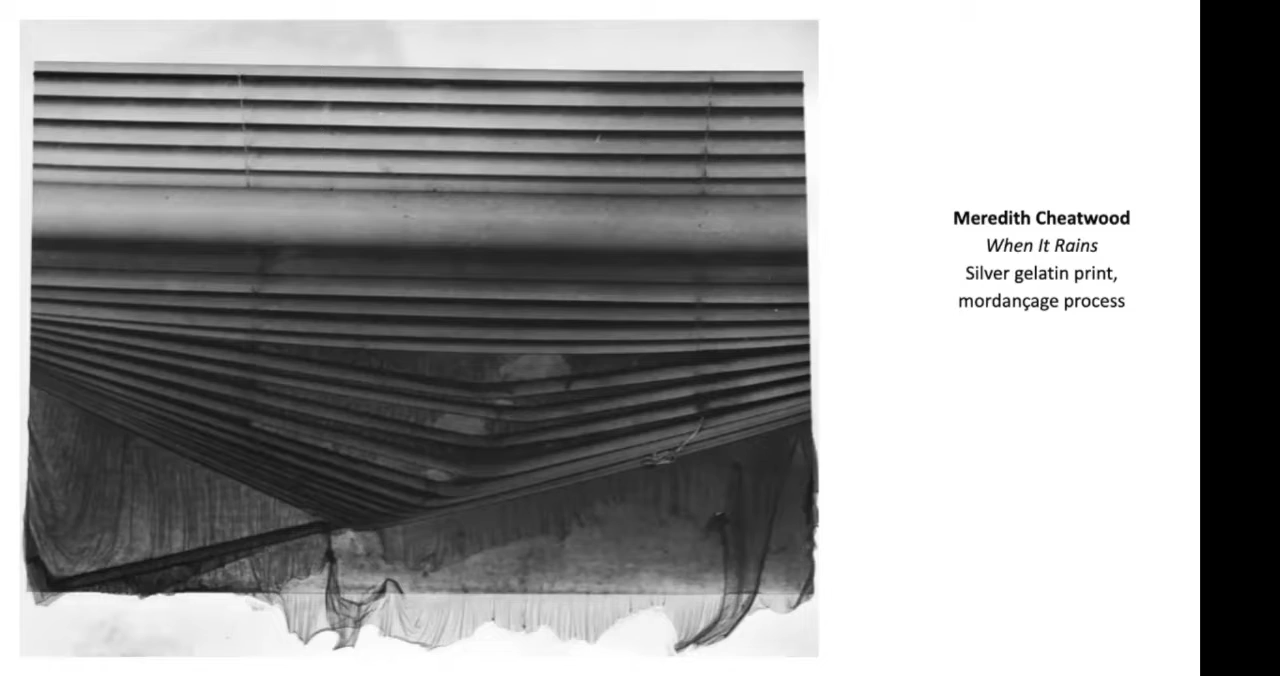 Meredith Cheatwood
When It Rains
Silver gelatin print,
mordançage process